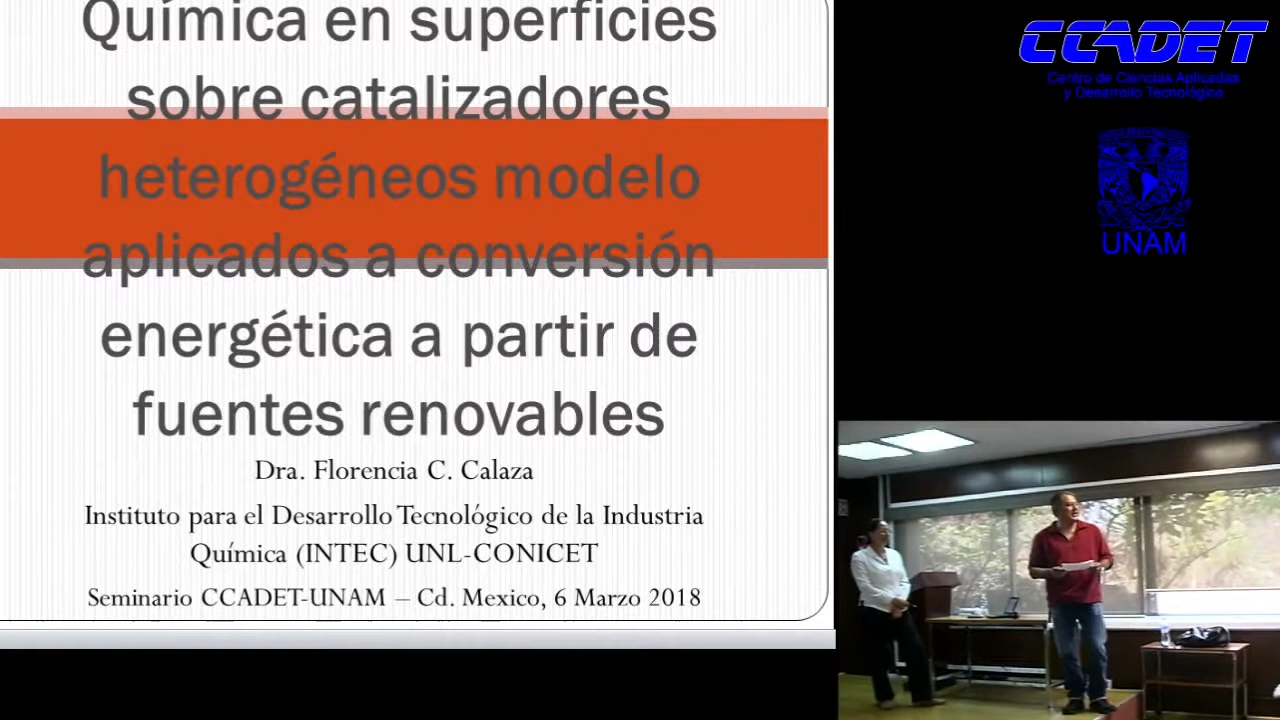 Química en superficies
sobre catalizadores
heterogéneos modelo
aplicados a conversión
energética a partir de
fuentes renovables
Dra. Florencia C. Calaza
Instituto para el Desarrollo Tecnológico de la Industria
Química (INTEC) UNL-CONICET
Seminario CCADET-UNAM – Cd. Mexico, 6 Marzo 2018
CCADET
Centro de Ciencias Aplicadas
y Desarrollo Tecnológico
UNAM